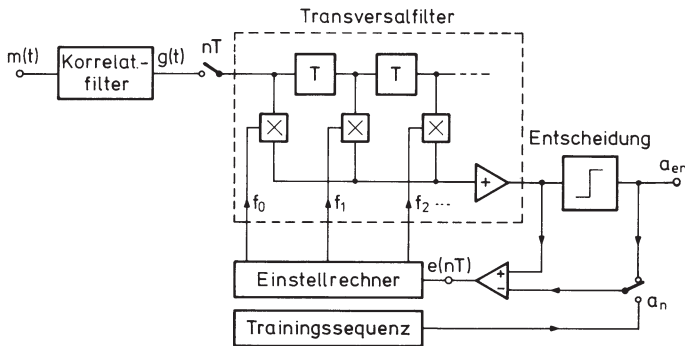 Transversalfilter
m(t)
Korrelat.-
filter
g(t)
nT
T
T
Entscheidung
a_er
+
f_0
f_1
f_2 ...
Einstellrechner
e(nT)
+
−
a_n
Trainingssequenz